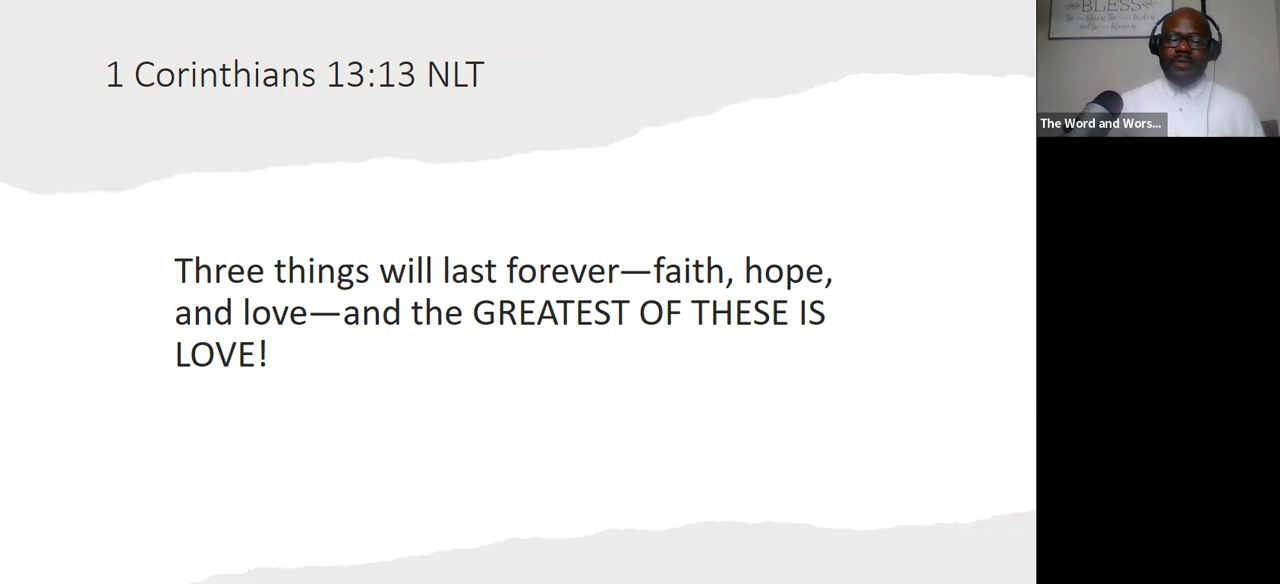 1 Corinthians 13:13 NLT
Three things will last forever—faith, hope,
and love—and the GREATEST OF THESE IS
LOVE!
BLESS
The Word and Wors...